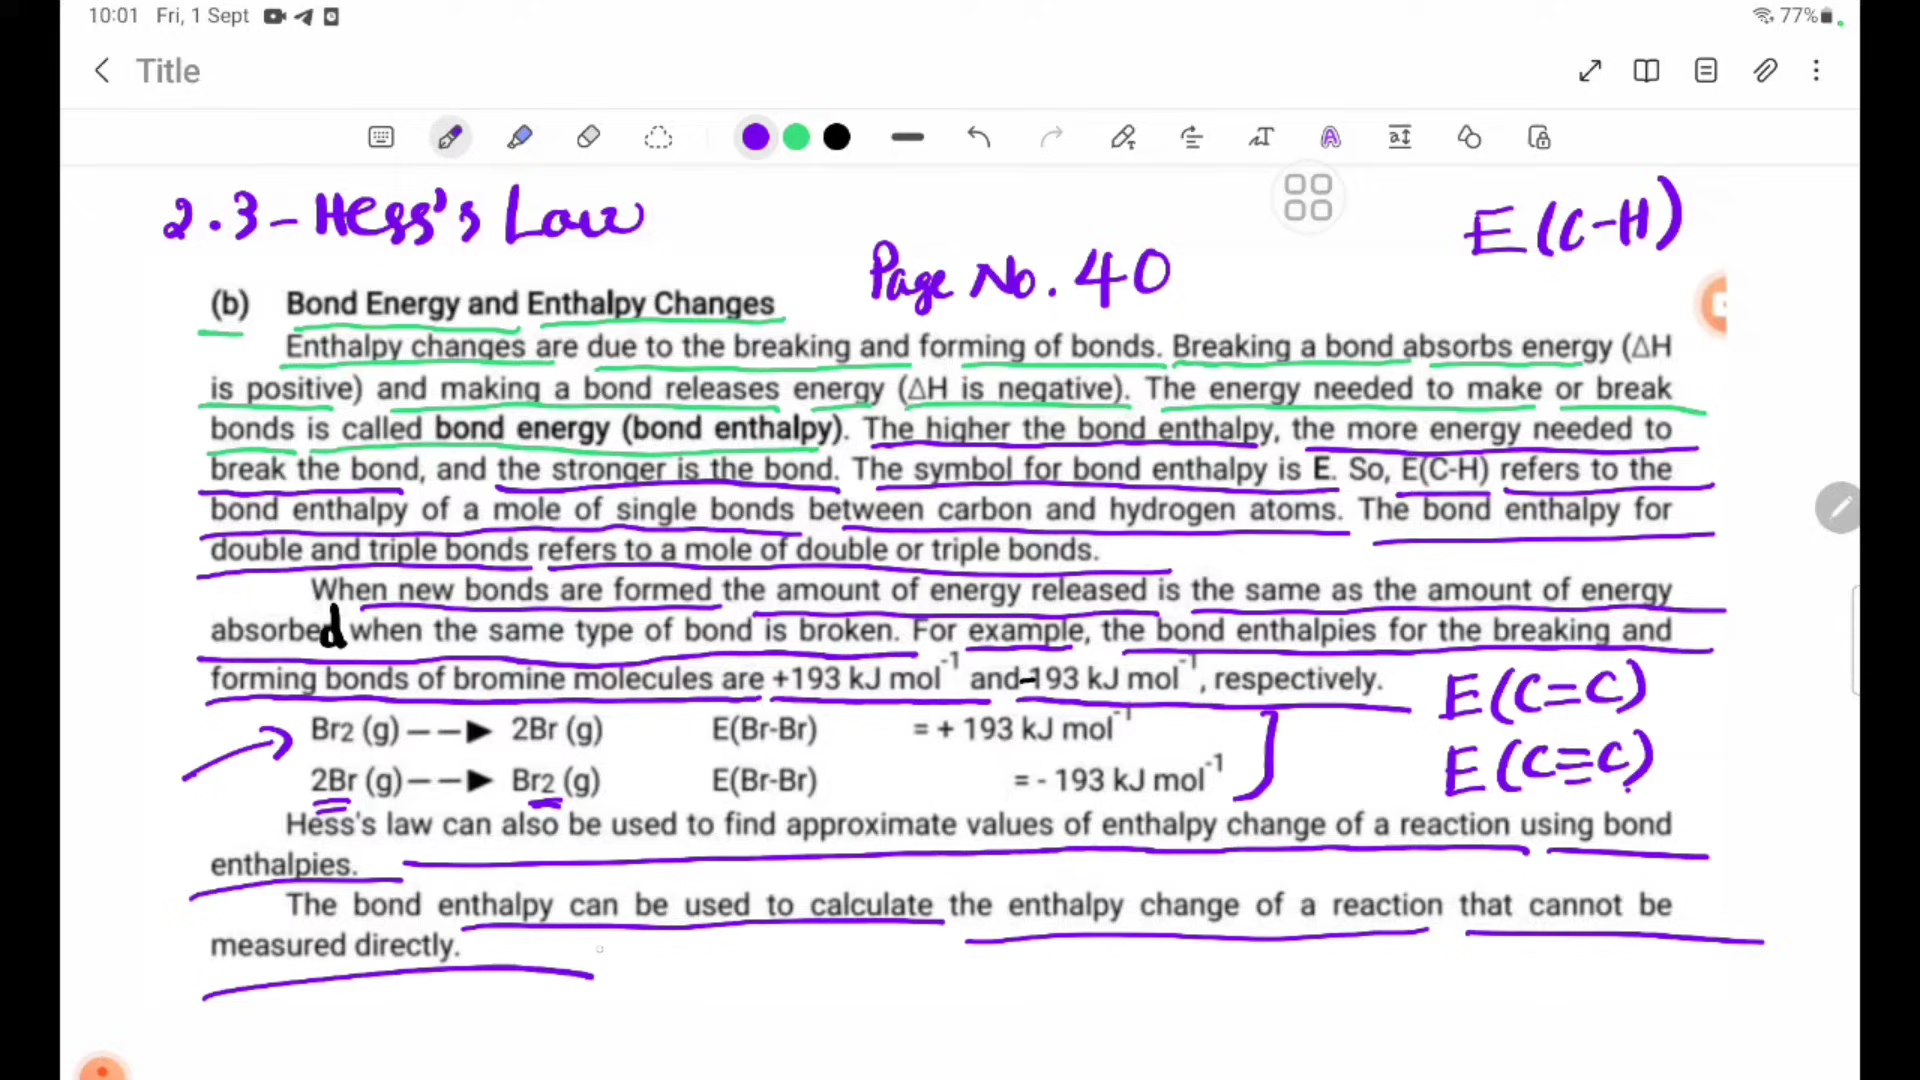 10:01 Fri, 1 Sept
77%
Title
2.3 - Hess's Law
E (C-H)
Page No. 40
(b) Bond Energy and Enthalpy Changes
Enthalpy changes are due to the breaking and forming of bonds. Breaking a bond absorbs energy (ΔH
is positive) and making a bond releases energy (ΔH is negative). The energy needed to make or break
bonds is called bond energy (bond enthalpy). The higher the bond enthalpy, the more energy needed to
break the bond, and the stronger is the bond. The symbol for bond enthalpy is E. So, E(C-H) refers to the
bond enthalpy of a mole of single bonds between carbon and hydrogen atoms. The bond enthalpy for
double and triple bonds refers to a mole of double or triple bonds.
When new bonds are formed the amount of energy released is the same as the amount of energy
absorbed when the same type of bond is broken. For example, the bond enthalpies for the breaking and
forming bonds of bromine molecules are +193 kJ mol⁻¹ and -193 kJ mol⁻¹, respectively.
E (C=C)
Br2 (g) – – ► 2Br (g) E(Br-Br) = + 193 kJ mol⁻¹
E (C≡C)
2Br (g) – – ► Br2 (g) E(Br-Br) = - 193 kJ mol⁻¹
Hess's law can also be used to find approximate values of enthalpy change of a reaction using bond
enthalpies.
The bond enthalpy can be used to calculate the enthalpy change of a reaction that cannot be
measured directly.